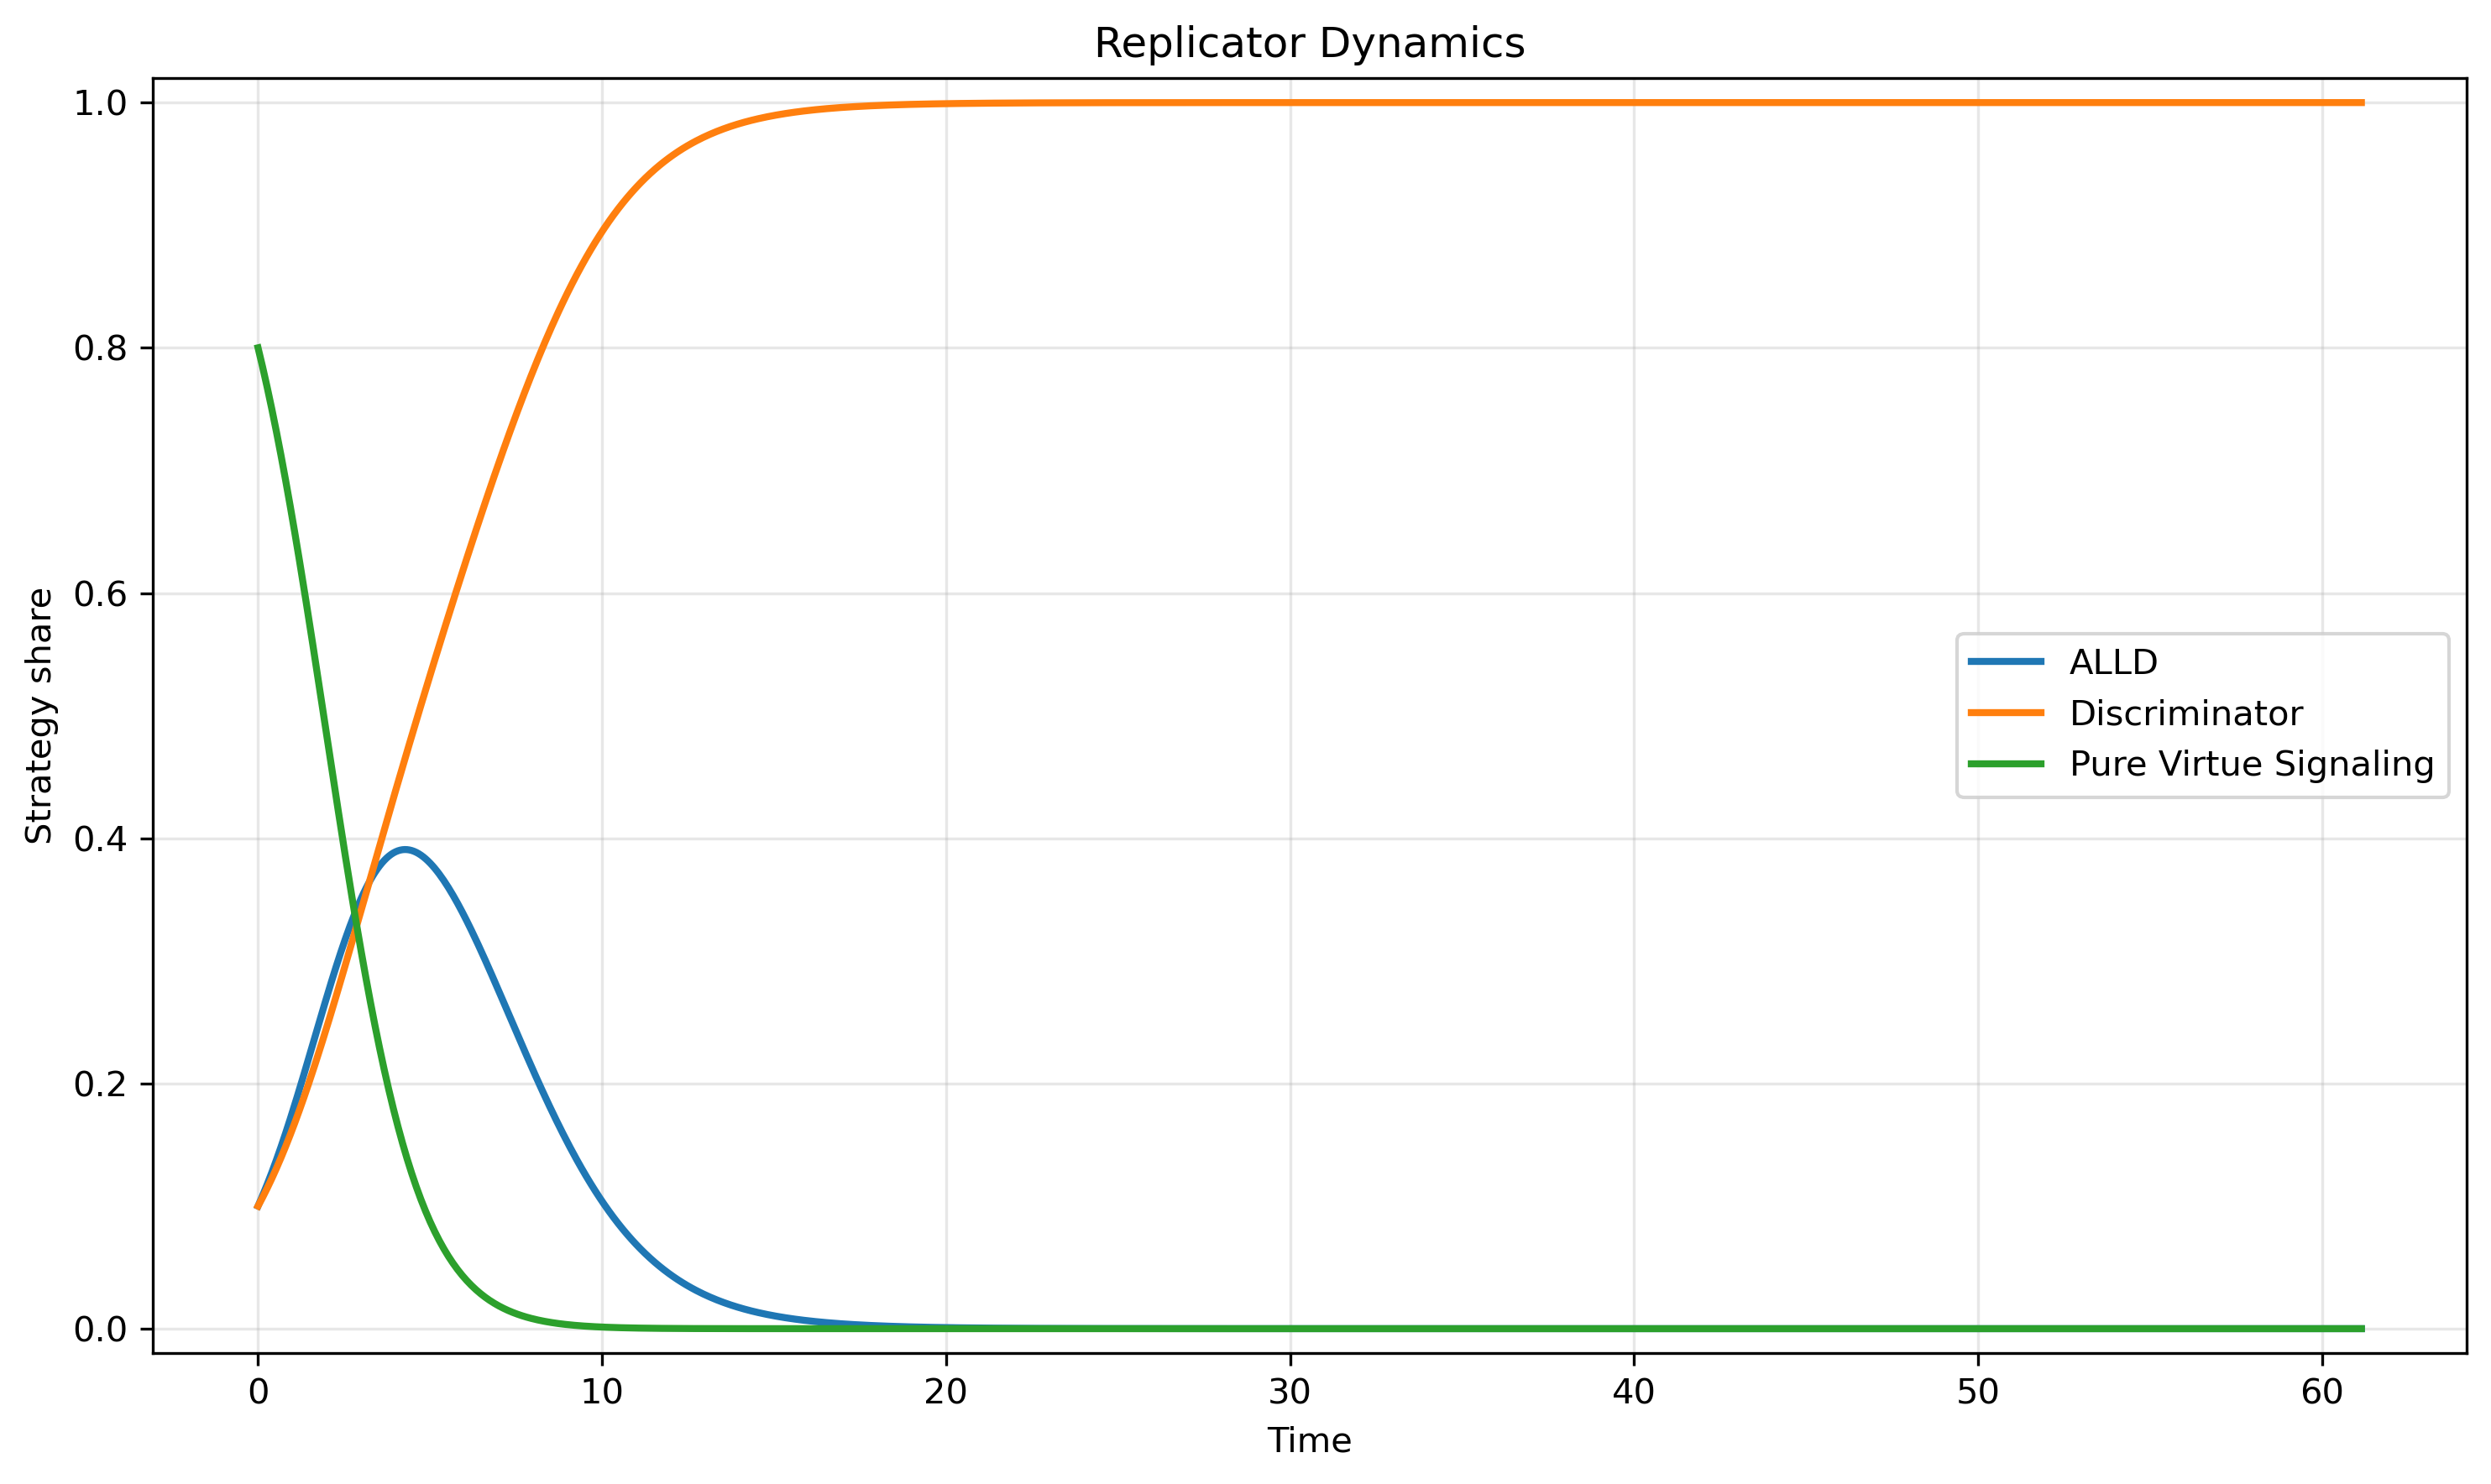 Replicator Dynamics
Strategy share
1.0
0.8
0.6
0.4
0.2
0.0
ALLD
Discriminator
Pure Virtue Signaling
0 10 20 30 40 50 60
Time